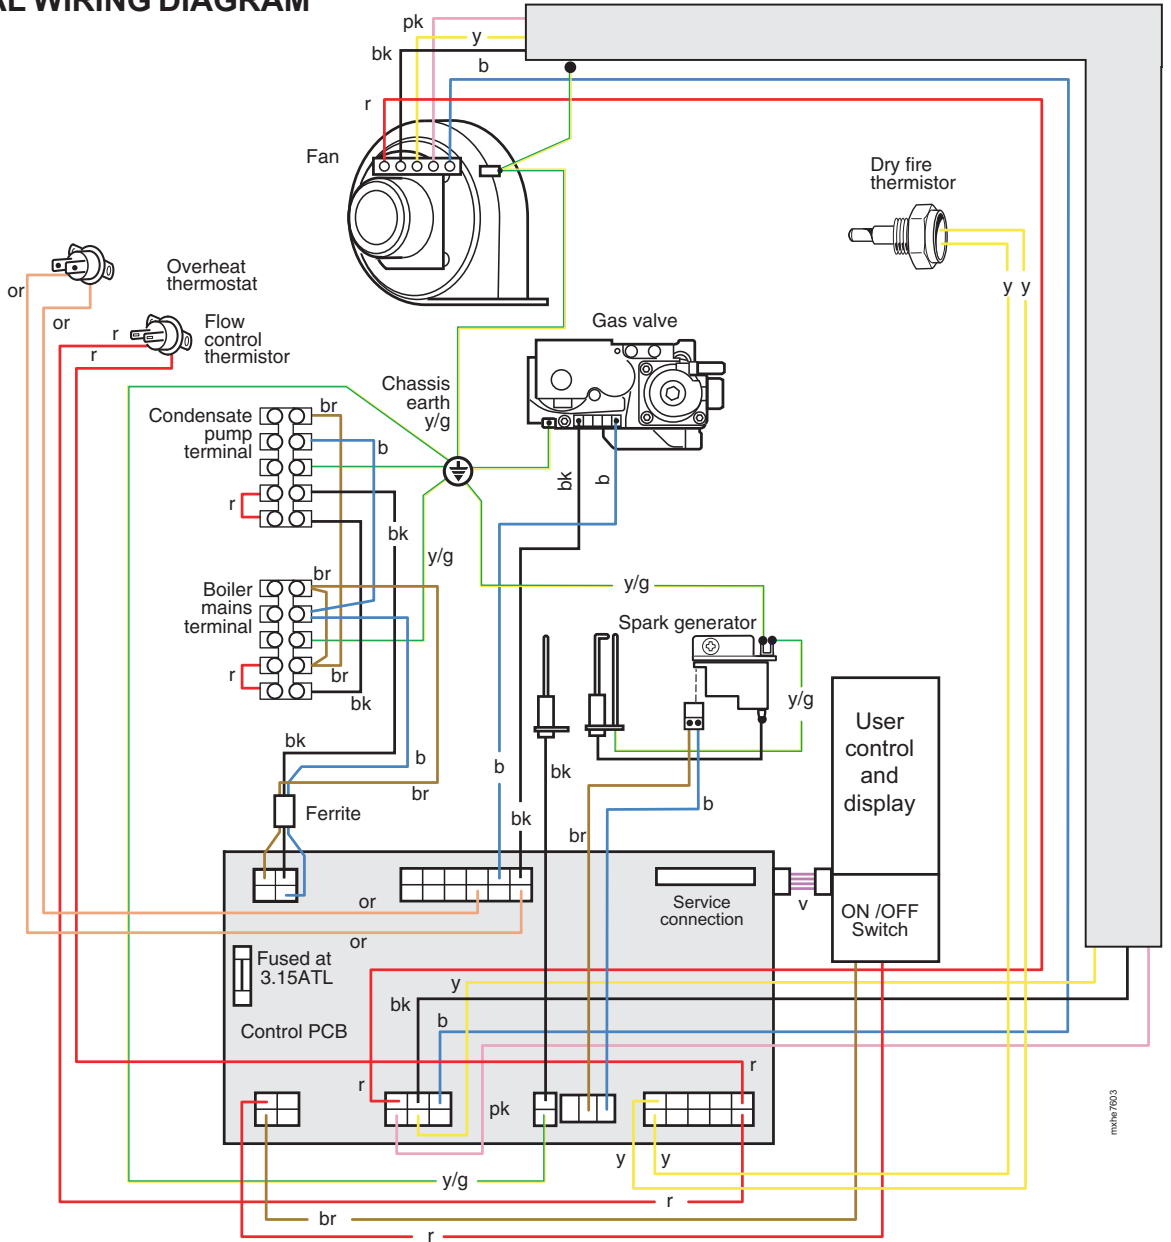 AL WIRING DIAGRAM
pk
y
bk
b
r
Fan
Dry fire
thermistor
y y
or
or
Overheat
thermostat
r
r
Flow
control
thermistor
Gas valve
Chassis
earth
y/g
Condensate
pump
terminal
br
b
r
bk
bk
b
y/g
y/g
Boiler
mains
terminal
br
r
br
bk
Spark generator
y/g
User
control
and
display
bk
b
br
b
bk
bk
br
b
Ferrite
or
or
Service
connection
v
ON /OFF
Switch
Fused at
3.15ATL
y
bk
b
Control PCB
r
r
pk
y
y
y/g
r
br
r
mxhe7603